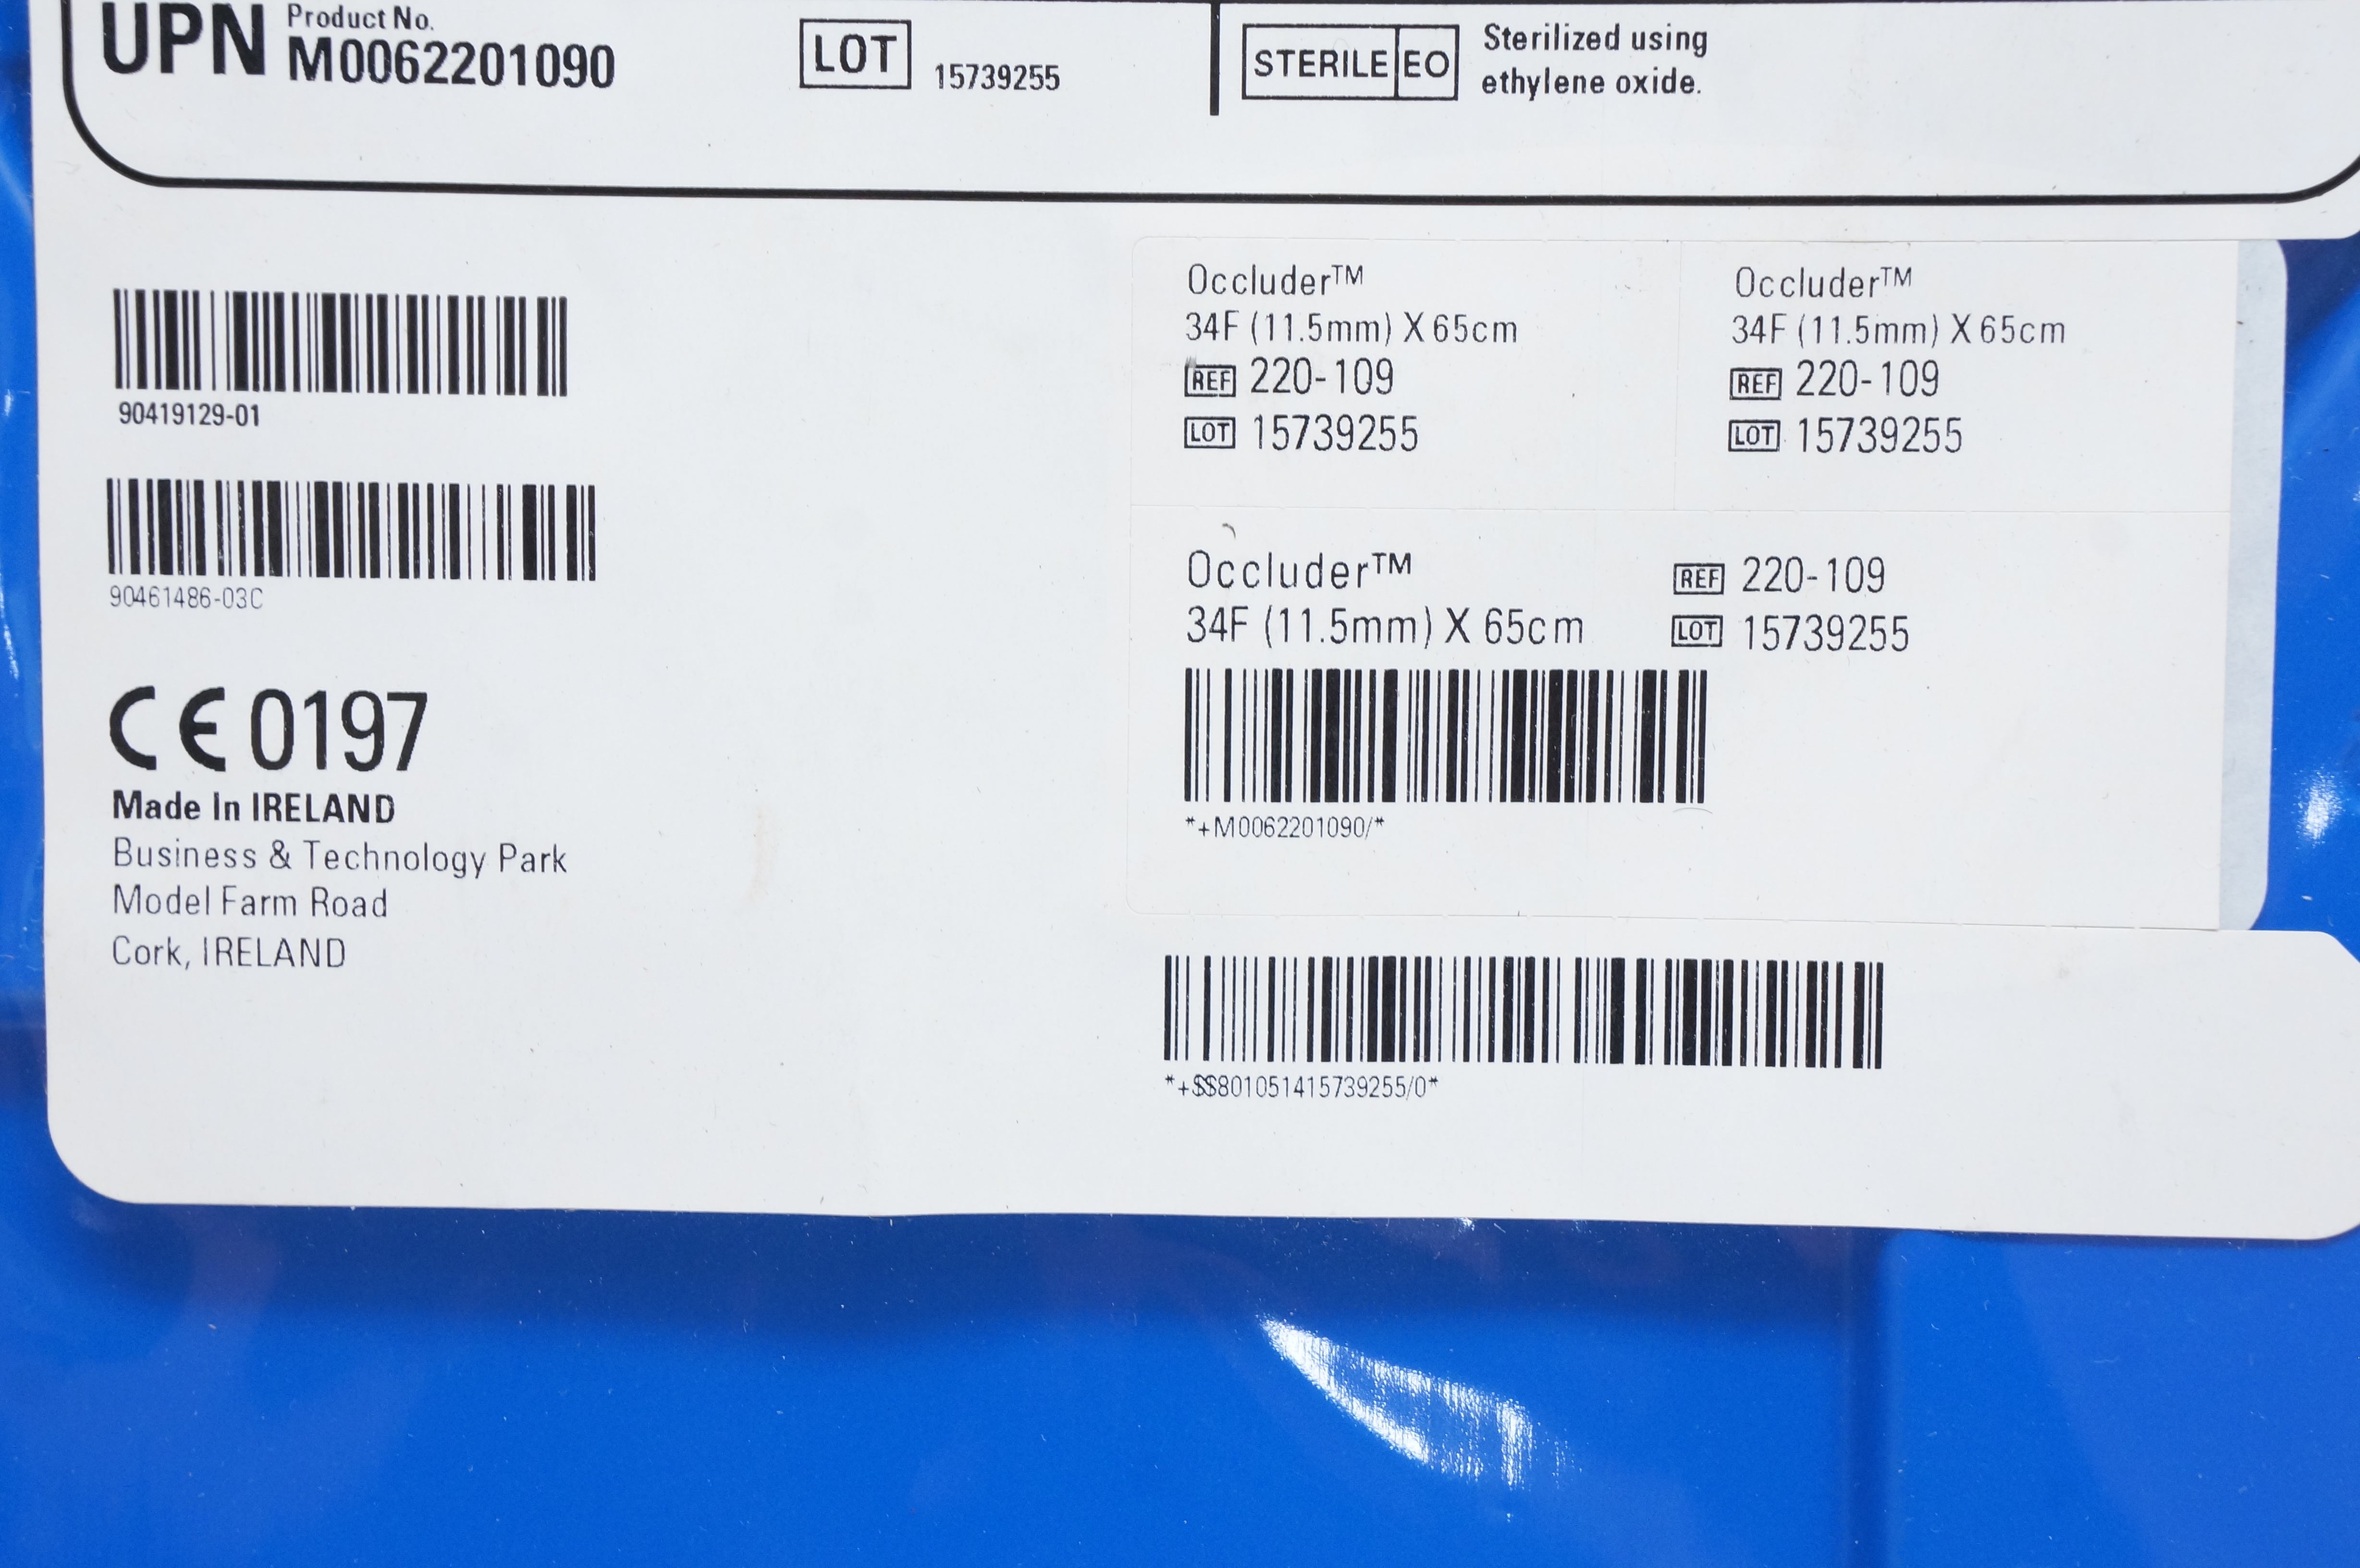 UPN Product No.
M0062201090
LOT 15739255
STERILE EO Sterilized using
ethylene oxide.
90419129-01
90461486-03C
CE 0197
Made In IRELAND
Business & Technology Park
Model Farm Road
Cork, IRELAND
Occluder™
34F (11.5mm) X 65cm
REF 220-109
LOT 15739255
Occluder™
34F (11.5mm) X 65cm
REF 220-109
LOT 15739255
Occluder™
34F (11.5mm) X 65cm
REF 220-109
LOT 15739255
*+M0062201090/*
*+$$801051415739255/0*